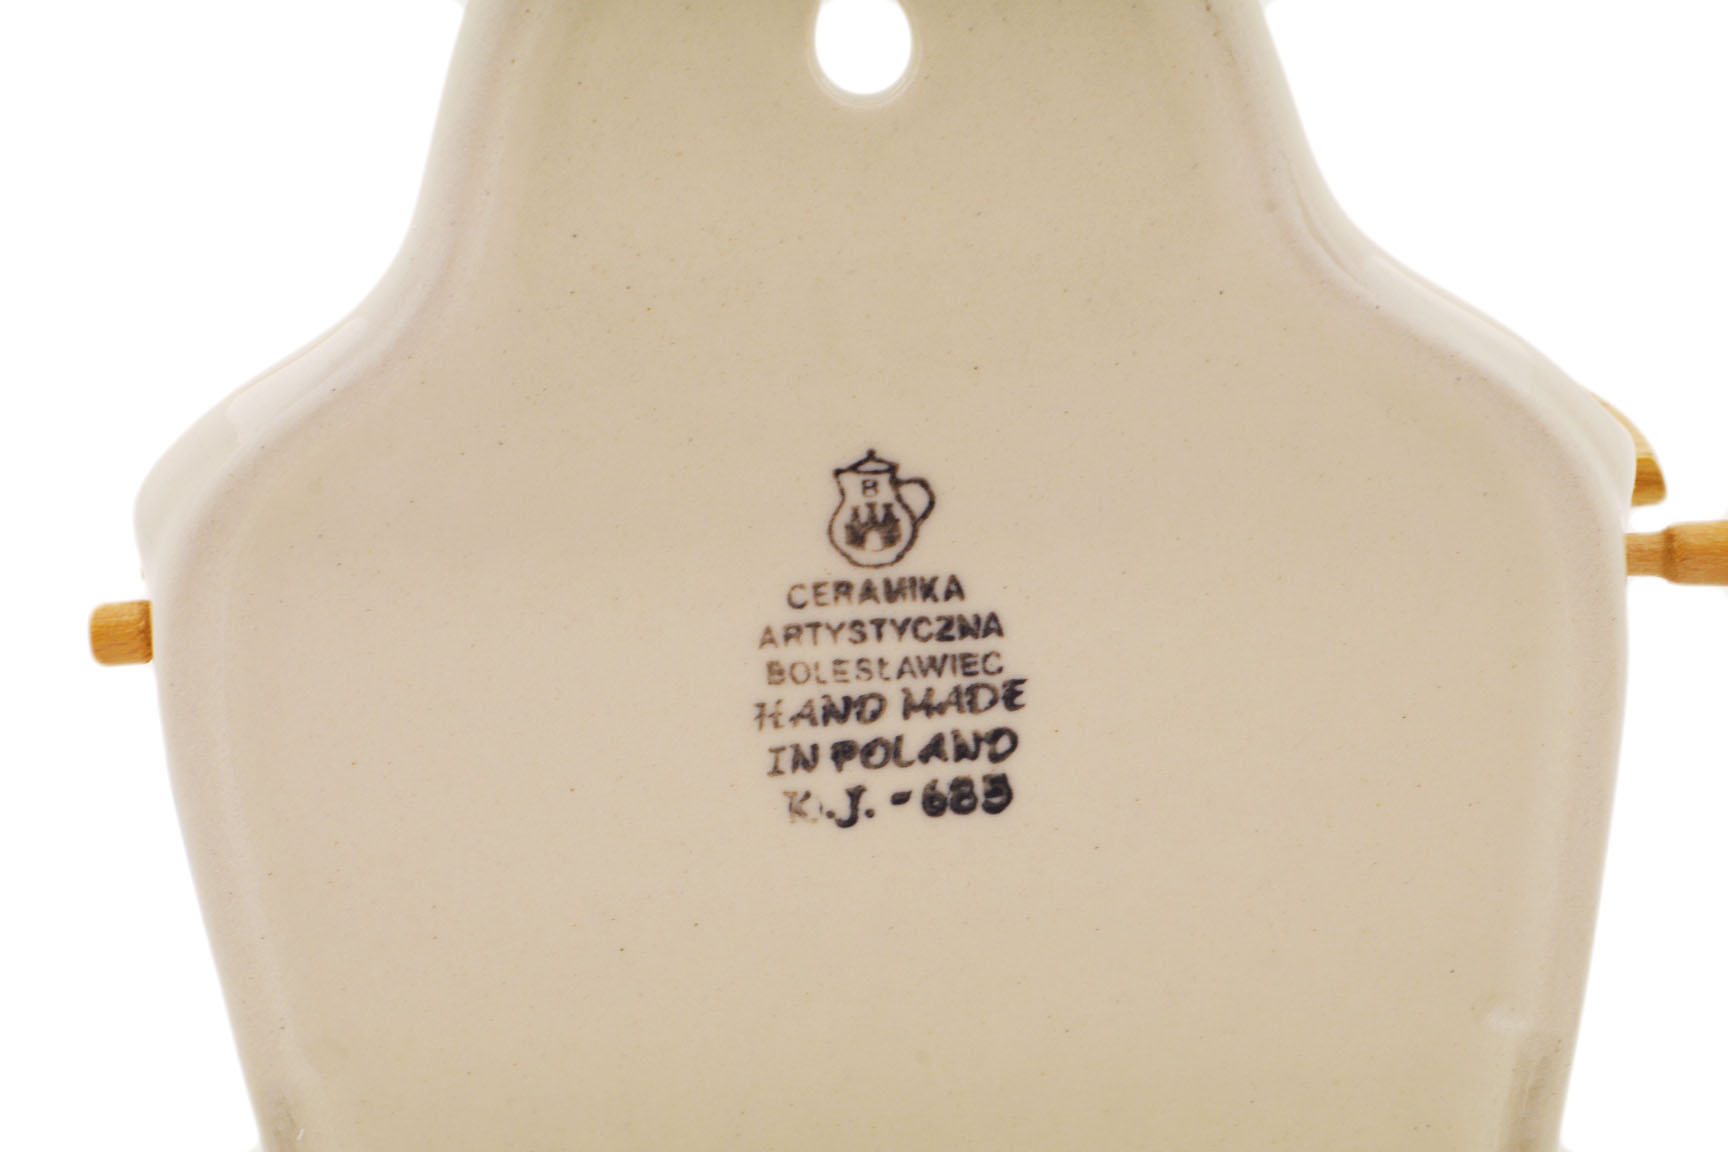 B
CERAMIKA
ARTYSTYCZNA
BOLESŁAWIEC
HAND MADE
IN POLAND
K.J. - 685